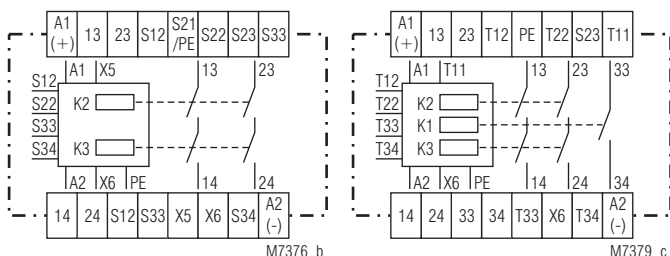 A1 (+) 13 23 S12 S21 /PE S22 S23 S33
A1 X5 13 23
S12
S22
S33
S34
K2
K3
A2 X6 PE 14 24
14 24 S12 S33 X5 X6 S34 A2 (-)
M7376_b
A1 (+) 13 23 T12 PE T22 S23 T11
A1 T11 13 23 33
T12
T22
T33
T34
K2
K1
K3
A2 X6 PE 14 24 34
14 24 33 34 T33 X6 T34 A2 (-)
M7379_c